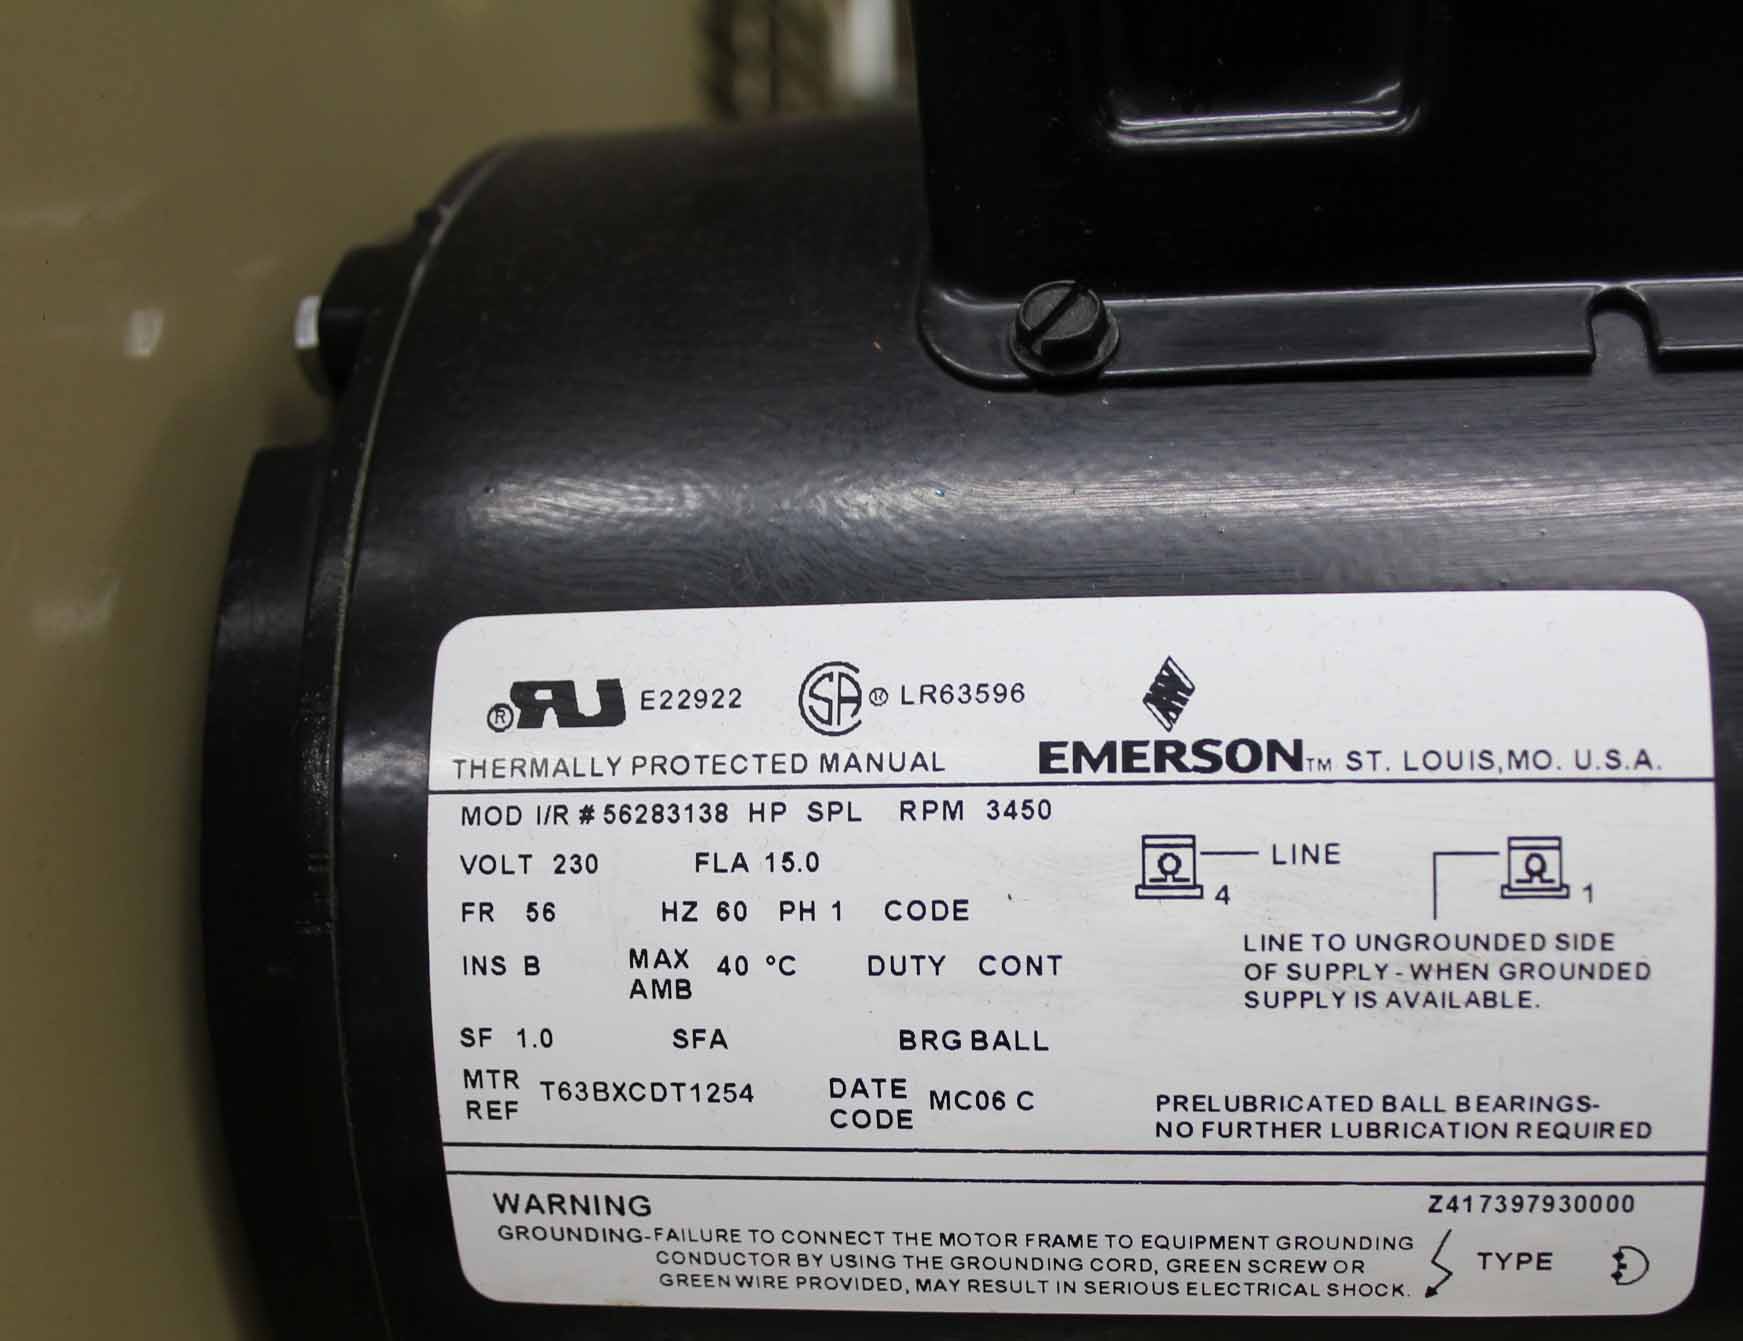 ® RU E22922 SA ® LR63596
THERMALLY PROTECTED MANUAL EMERSON TM ST. LOUIS, MO. U.S.A.
MOD I/R # 56283138 HP SPL RPM 3450
VOLT 230 FLA 15.0
FR 56 HZ 60 PH 1 CODE
INS B MAX AMB 40 °C DUTY CONT
SF 1.0 SFA BRG BALL
MTR REF T63BXCDT1254 DATE CODE MC06 C
4 LINE 1
LINE TO UNGROUNDED SIDE
OF SUPPLY - WHEN GROUNDED
SUPPLY IS AVAILABLE.
PRELUBRICATED BALL BEARINGS-
NO FURTHER LUBRICATION REQUIRED
WARNING
GROUNDING-FAILURE TO CONNECT THE MOTOR FRAME TO EQUIPMENT GROUNDING
CONDUCTOR BY USING THE GROUNDING CORD, GREEN SCREW OR
GREEN WIRE PROVIDED, MAY RESULT IN SERIOUS ELECTRICAL SHOCK.
Z417397930000
TYPE